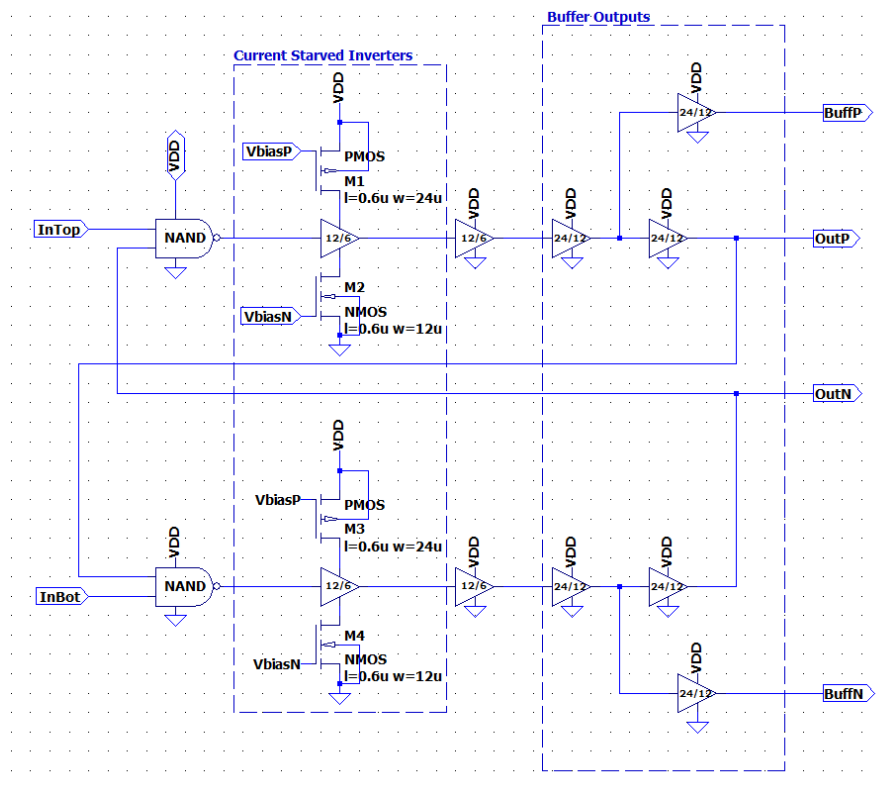 Buffer Outputs
Current Starved Inverters
VDD
VDD
24/12
BuffP
VbiasP
PMOS
M1
l=0.6u w=24u
VDD
VDD
VDD
VDD
InTop
NAND
12/6
12/6
24/12
24/12
OutP
M2
VbiasN
NMOS
l=0.6u w=12u
OutN
VDD
VbiasP
PMOS
M3
l=0.6u w=24u
VDD
VDD
VDD
VDD
InBot
NAND
12/6
12/6
24/12
24/12
M4
VbiasN
NMOS
l=0.6u w=12u
VDD
24/12
BuffN